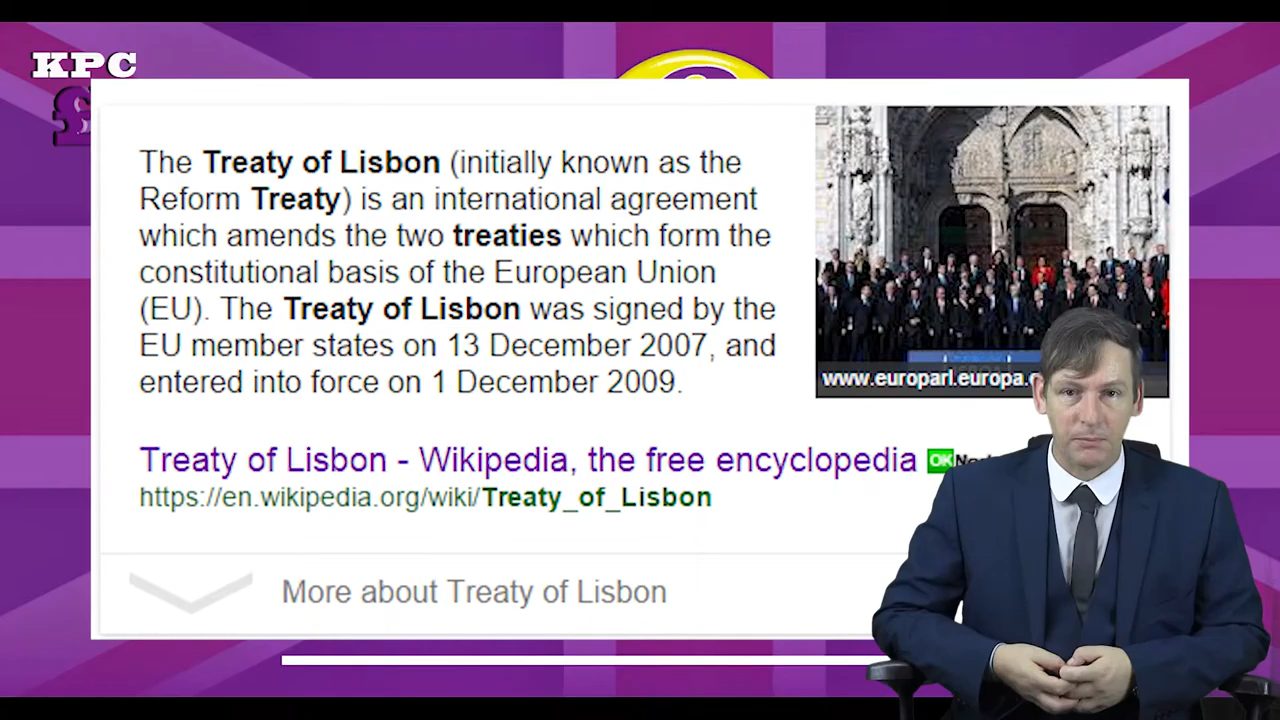 KPC
£
The Treaty of Lisbon (initially known as the
Reform Treaty) is an international agreement
which amends the two treaties which form the
constitutional basis of the European Union
(EU). The Treaty of Lisbon was signed by the
EU member states on 13 December 2007, and
entered into force on 1 December 2009.
www.europarl.europa.
Treaty of Lisbon - Wikipedia, the free encyclopedia OK
https://en.wikipedia.org/wiki/Treaty_of_Lisbon
More about Treaty of Lisbon